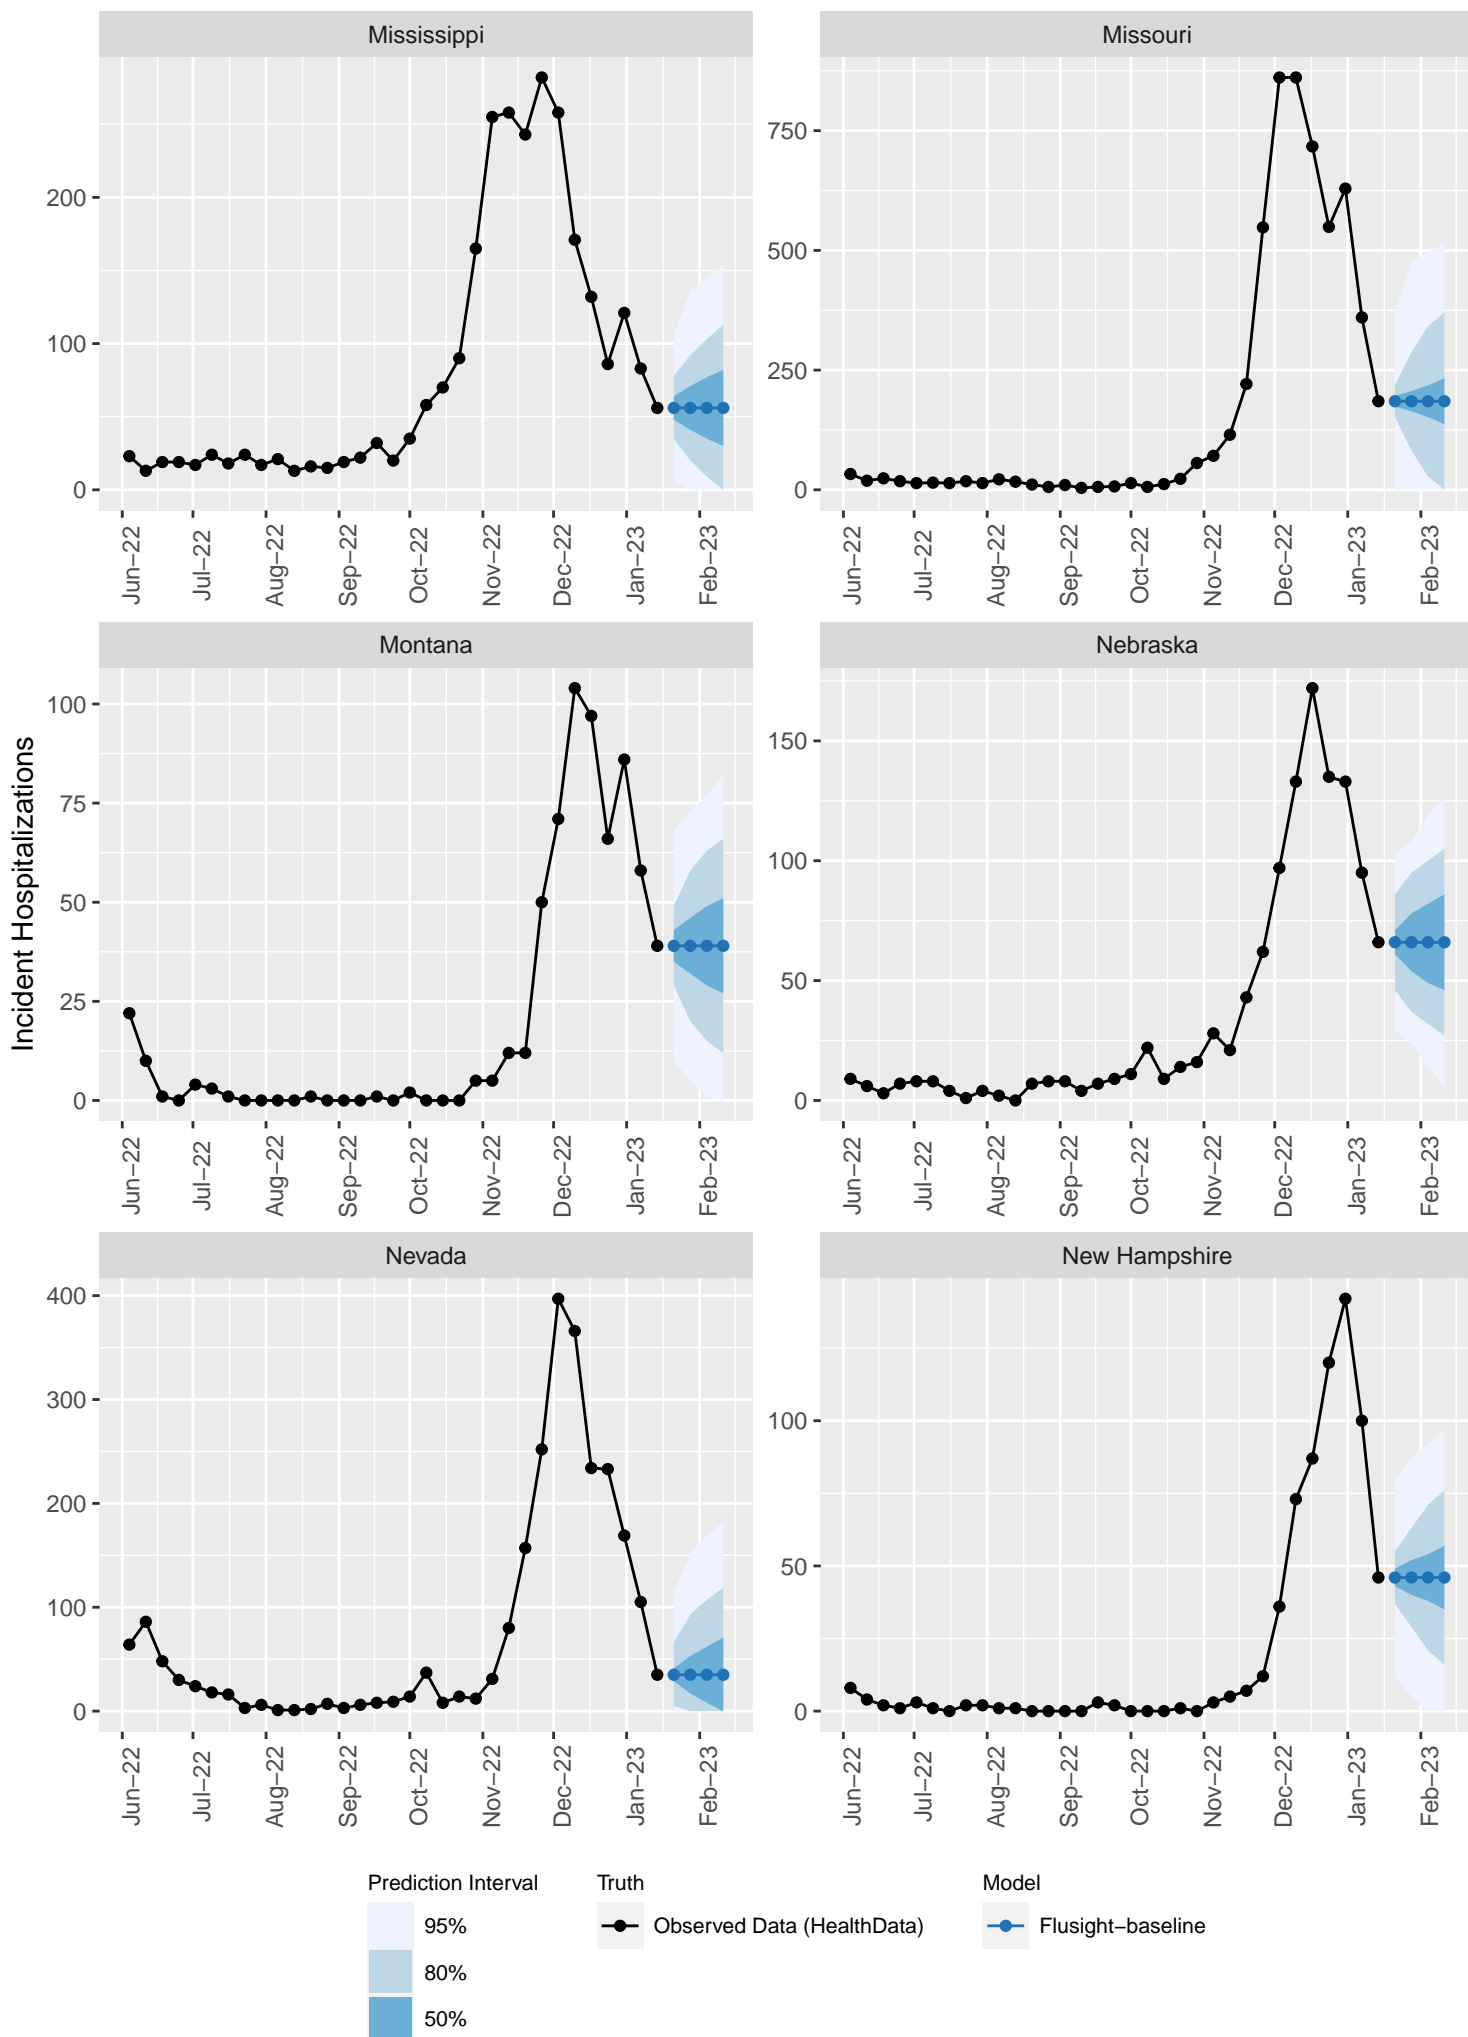 Mississippi Missouri
750
200
500
100
250
0 0
Jun−22 Jul−22 Aug−22 Sep−22 Oct−22 Nov−22 Dec−22 Jan−23 Feb−23 Jun−22 Jul−22 Aug−22 Sep−22 Oct−22 Nov−22 Dec−22 Jan−23 Feb−23
Montana Nebraska
100
150
75
100
50
50
25
0 0
Incident Hospitalizations
Jun−22 Jul−22 Aug−22 Sep−22 Oct−22 Nov−22 Dec−22 Jan−23 Feb−23 Jun−22 Jul−22 Aug−22 Sep−22 Oct−22 Nov−22 Dec−22 Jan−23 Feb−23
Nevada New Hampshire
400
300
100
200
50
100
0 0
Jun−22 Jul−22 Aug−22 Sep−22 Oct−22 Nov−22 Dec−22 Jan−23 Feb−23 Jun−22 Jul−22 Aug−22 Sep−22 Oct−22 Nov−22 Dec−22 Jan−23 Feb−23
Prediction Interval Truth Model
95% Observed Data (HealthData) Flusight−baseline
80%
50%